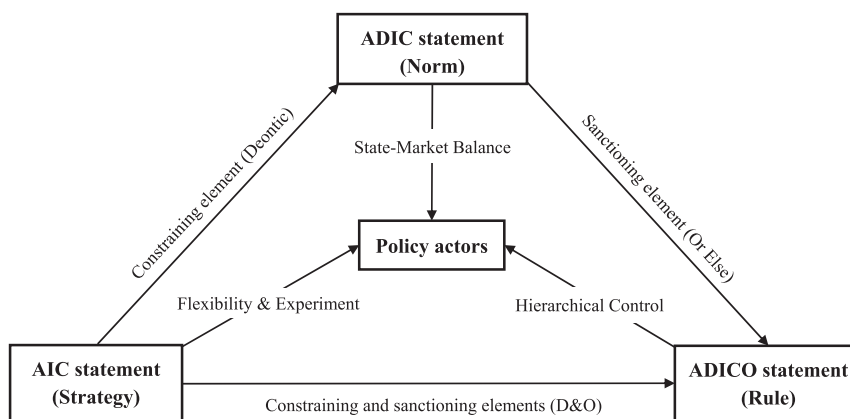 ADIC statement
(Norm)
Constraining element (Deontic)
State-Market Balance
Sanctioning element (Or Else)
Policy actors
Flexibility & Experiment
Hierarchical Control
AIC statement
(Strategy)
ADICO statement
(Rule)
Constraining and sanctioning elements (D&O)